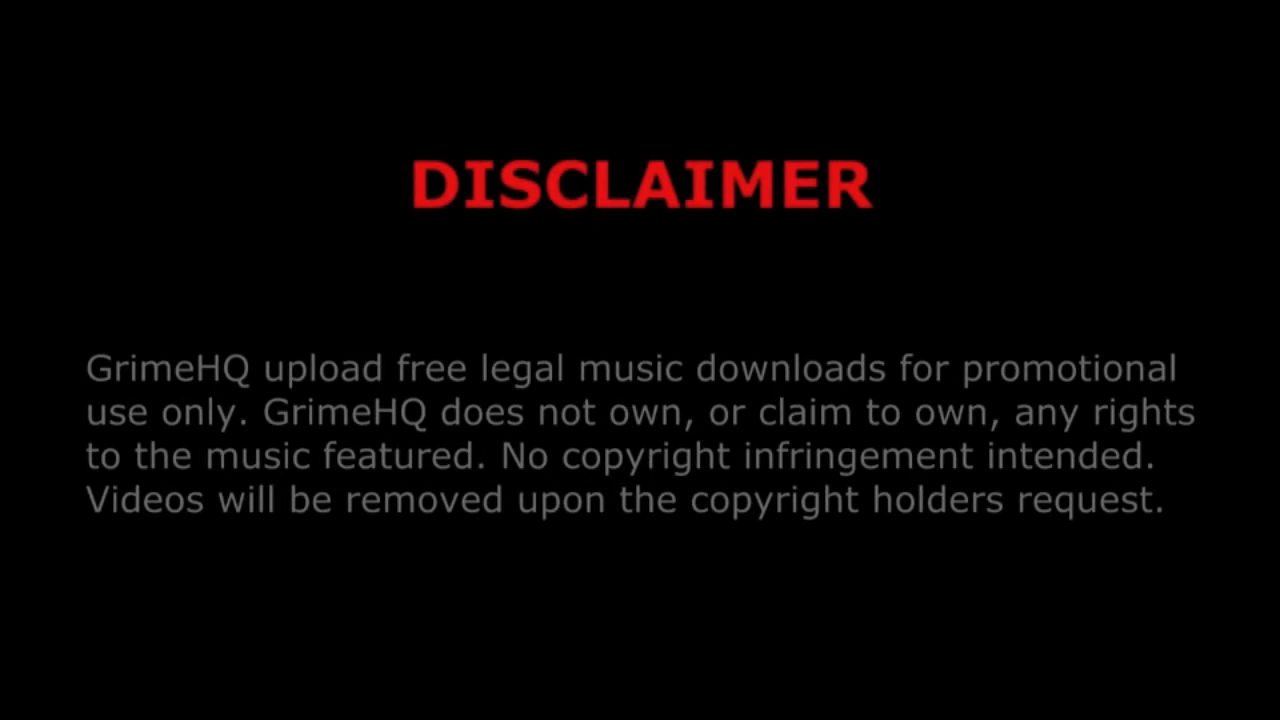 DISCLAIMER
GrimeHQ upload free legal music downloads for promotional
use only. GrimeHQ does not own, or claim to own, any rights
to the music featured. No copyright infringement intended.
Videos will be removed upon the copyright holders request.